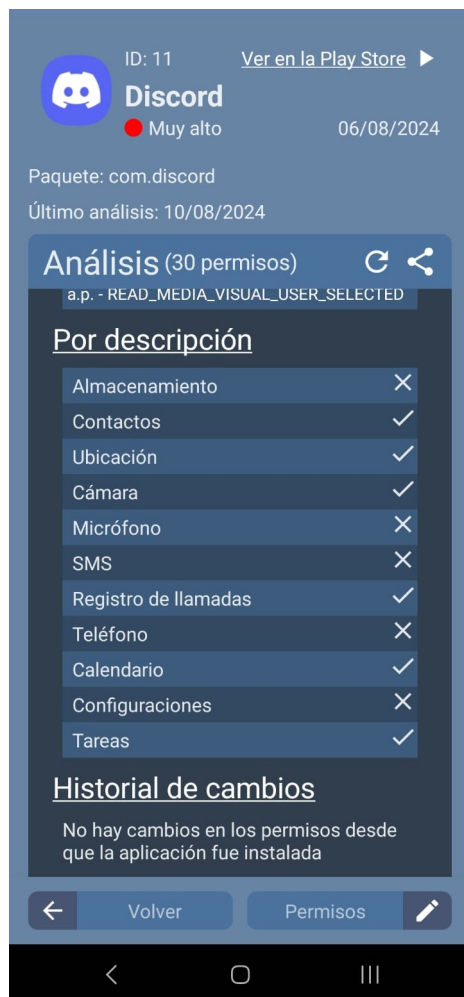 ID: 11
Ver en la Play Store
Discord
Muy alto
06/08/2024
Paquete: com.discord
Último análisis: 10/08/2024
Análisis (30 permisos)
a.p. - READ_MEDIA_VISUAL_USER_SELECTED
Por descripción
Almacenamiento
Contactos
Ubicación
Cámara
Micrófono
SMS
Registro de llamadas
Teléfono
Calendario
Configuraciones
Tareas
Historial de cambios
No hay cambios en los permisos desde
que la aplicación fue instalada
Volver
Permisos